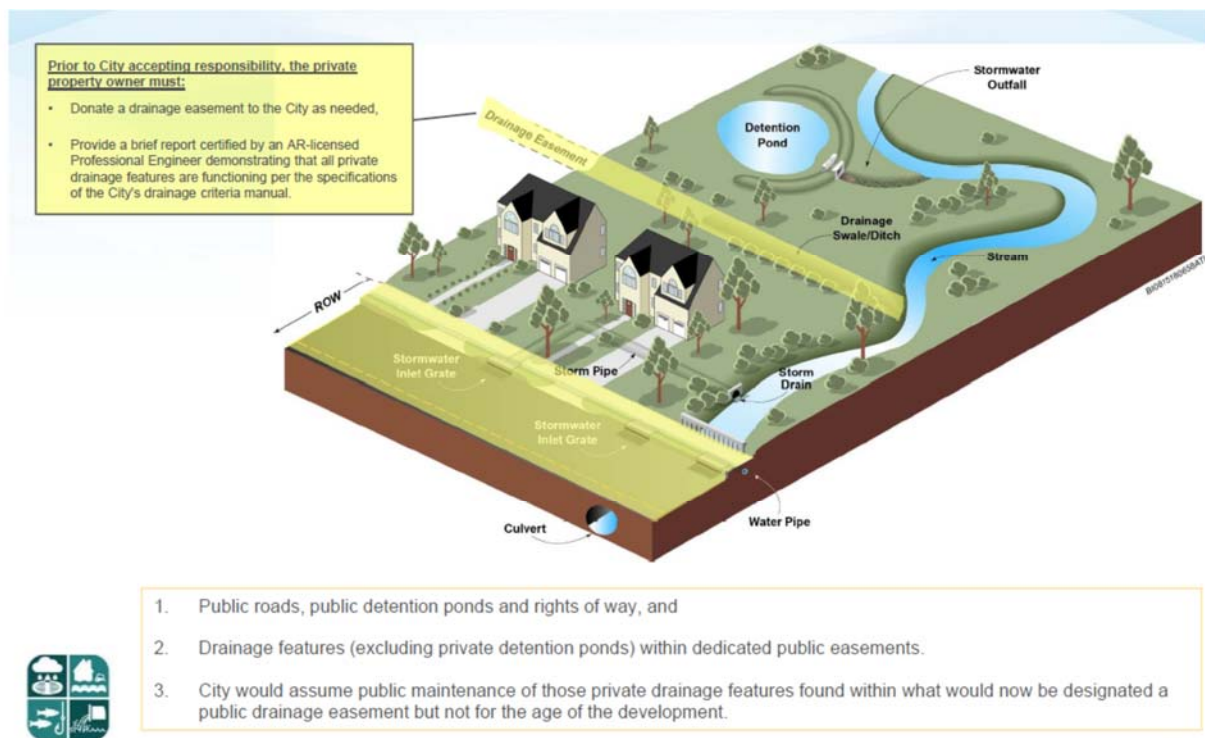 Prior to City accepting responsibility, the private
property owner must:
• Donate a drainage easement to the City as needed,
• Provide a brief report certified by an AR-licensed
Professional Engineer demonstrating that all private
drainage features are functioning per the specifications
of the City's drainage criteria manual.
Stormwater
Outfall
Drainage Easement
Detention
Pond
Drainage
Swale/Ditch
Stream
ROW
Stormwater
Inlet Grate
Storm Pipe
Storm
Drain
Stormwater
Inlet Grate
Culvert
Water Pipe
1. Public roads, public detention ponds and rights of way, and
2. Drainage features (excluding private detention ponds) within dedicated public easements.
3. City would assume public maintenance of those private drainage features found within what would now be designated a
public drainage easement but not for the age of the development.